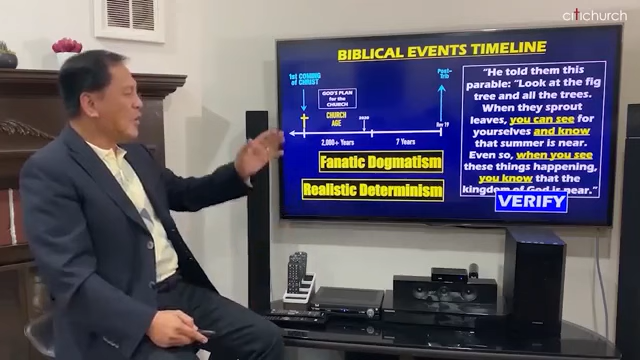 citichurch
BIBLICAL EVENTS TIMELINE
1st COMING
of CHRIST
GOD'S PLAN
for the
CHURCH
CHURCH
AGE
2,000+ Years
7 Years
Post-
Trib
Rev 19
Fanatic Dogmatism
Realistic Determinism
"He told them this
parable: "Look at the fig
tree and all the trees.
When they sprout
leaves, you can see for
yourselves and know
that summer is near.
Even so, when you see
these things happening,
you know that the
kingdom of God is near."
VERIFY